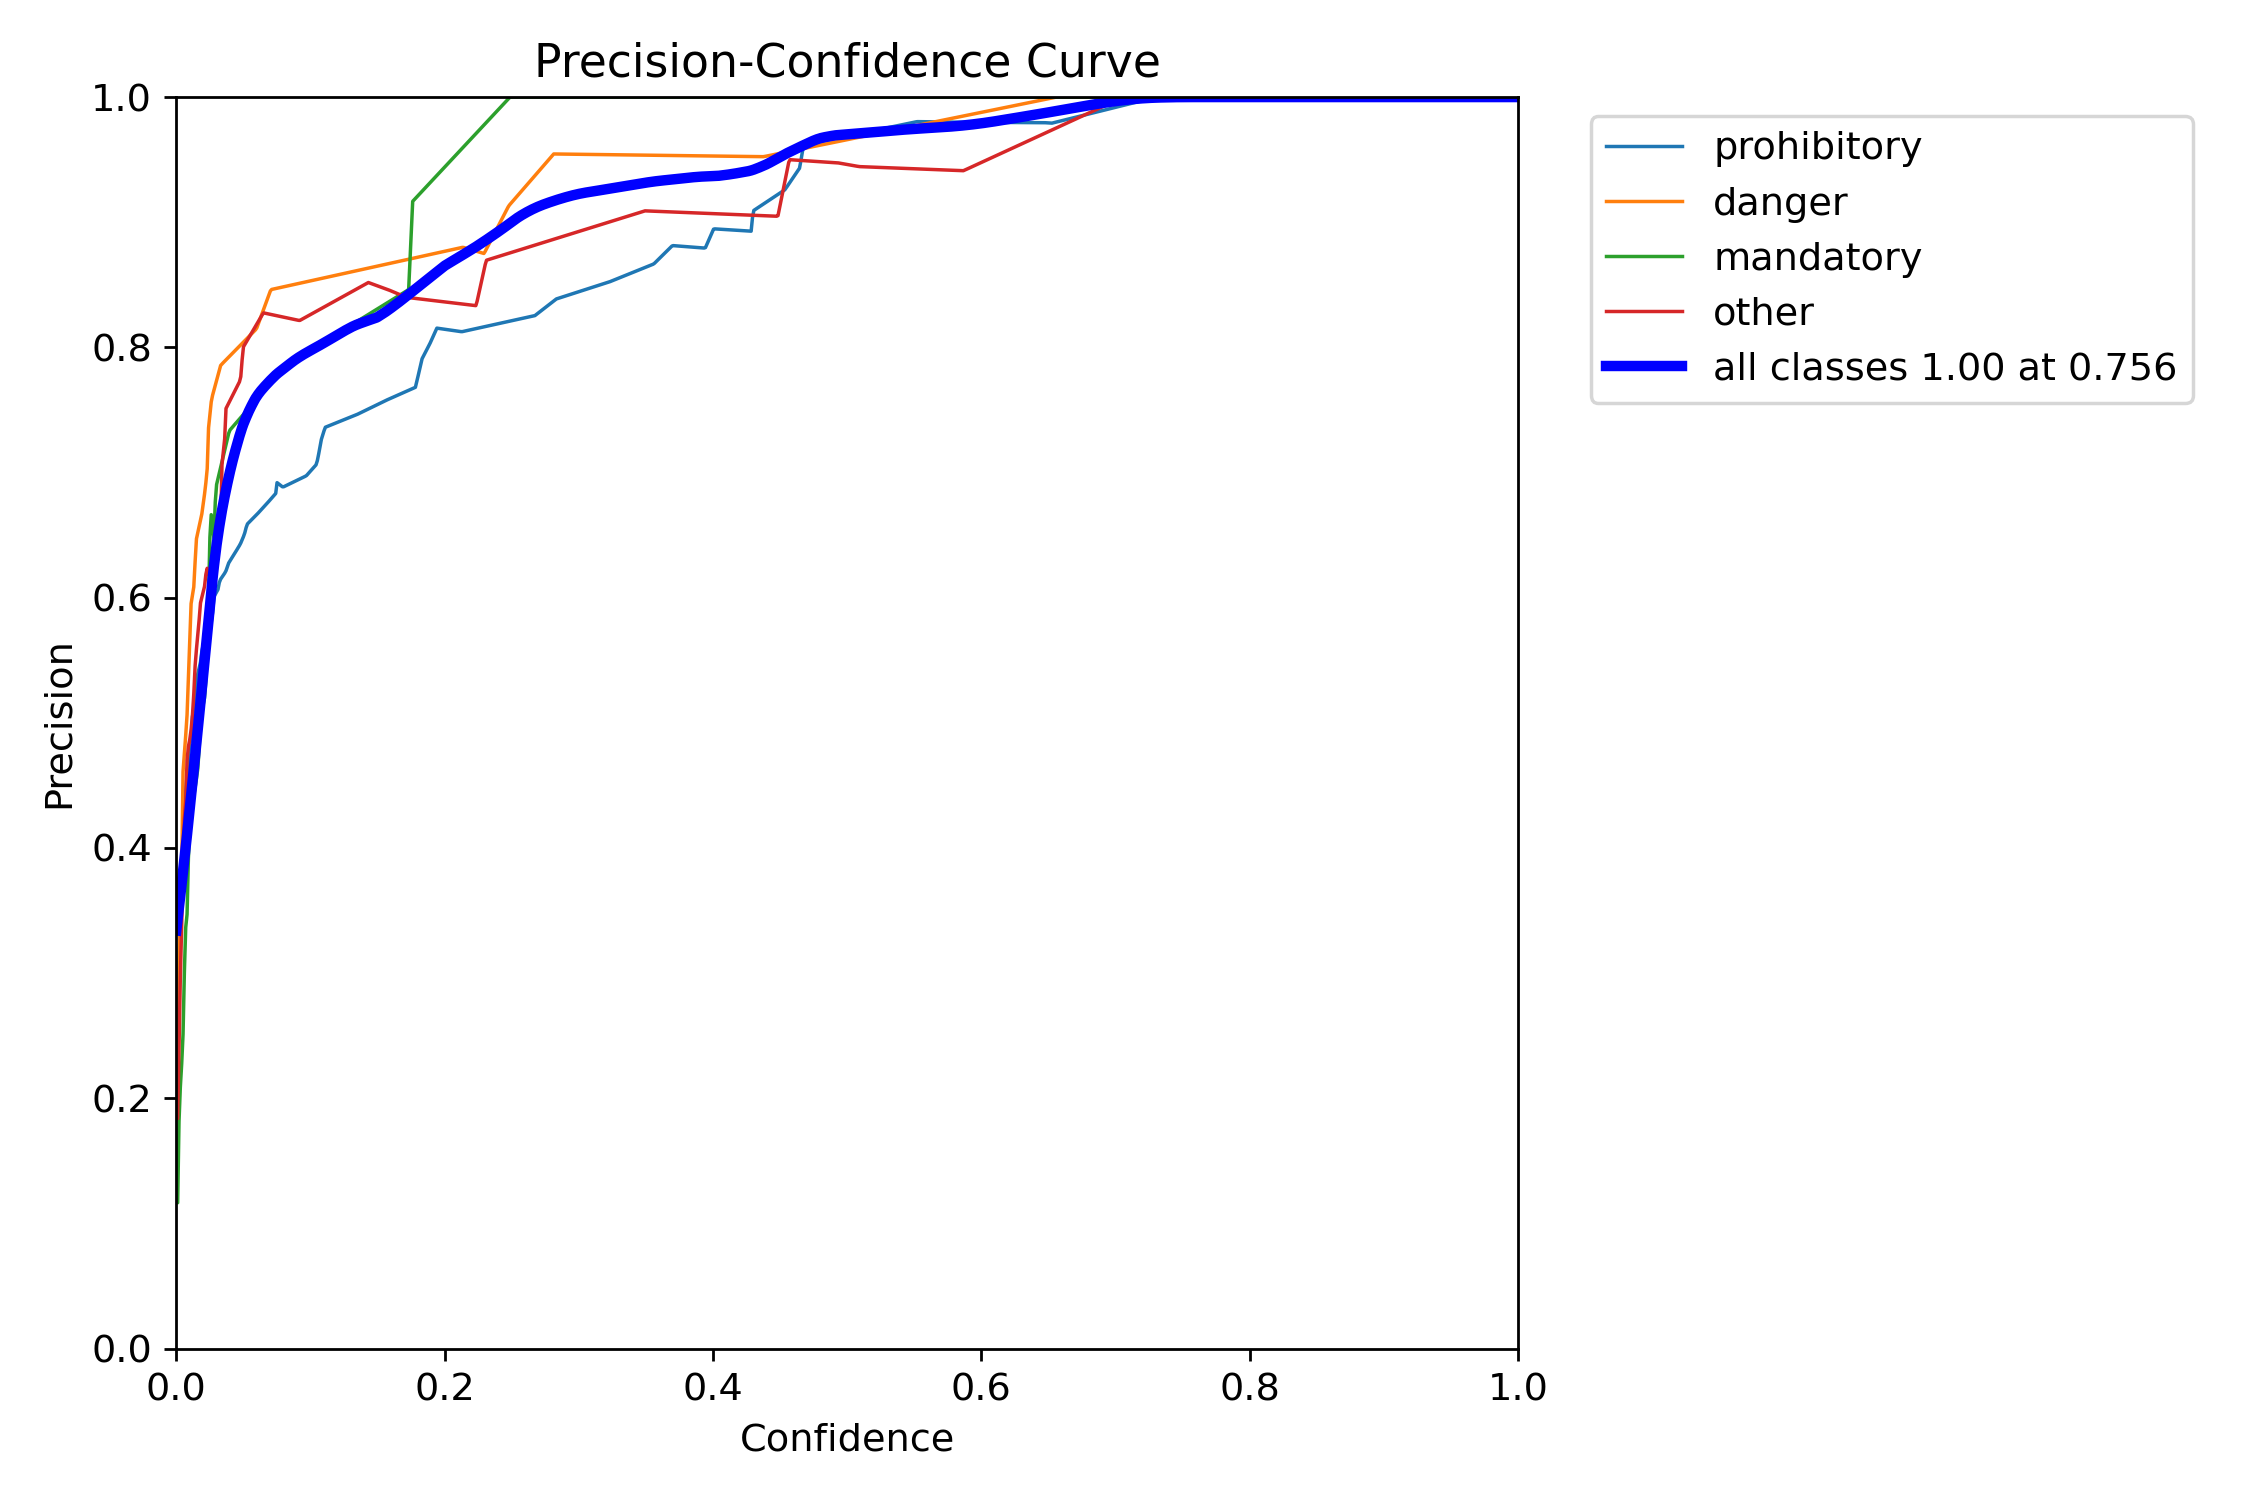 Precision-Confidence Curve
1.0
0.8
0.6
0.4
0.2
0.0
Precision
0.0 0.2 0.4 0.6 0.8 1.0
Confidence
prohibitory
danger
mandatory
other
all classes 1.00 at 0.756